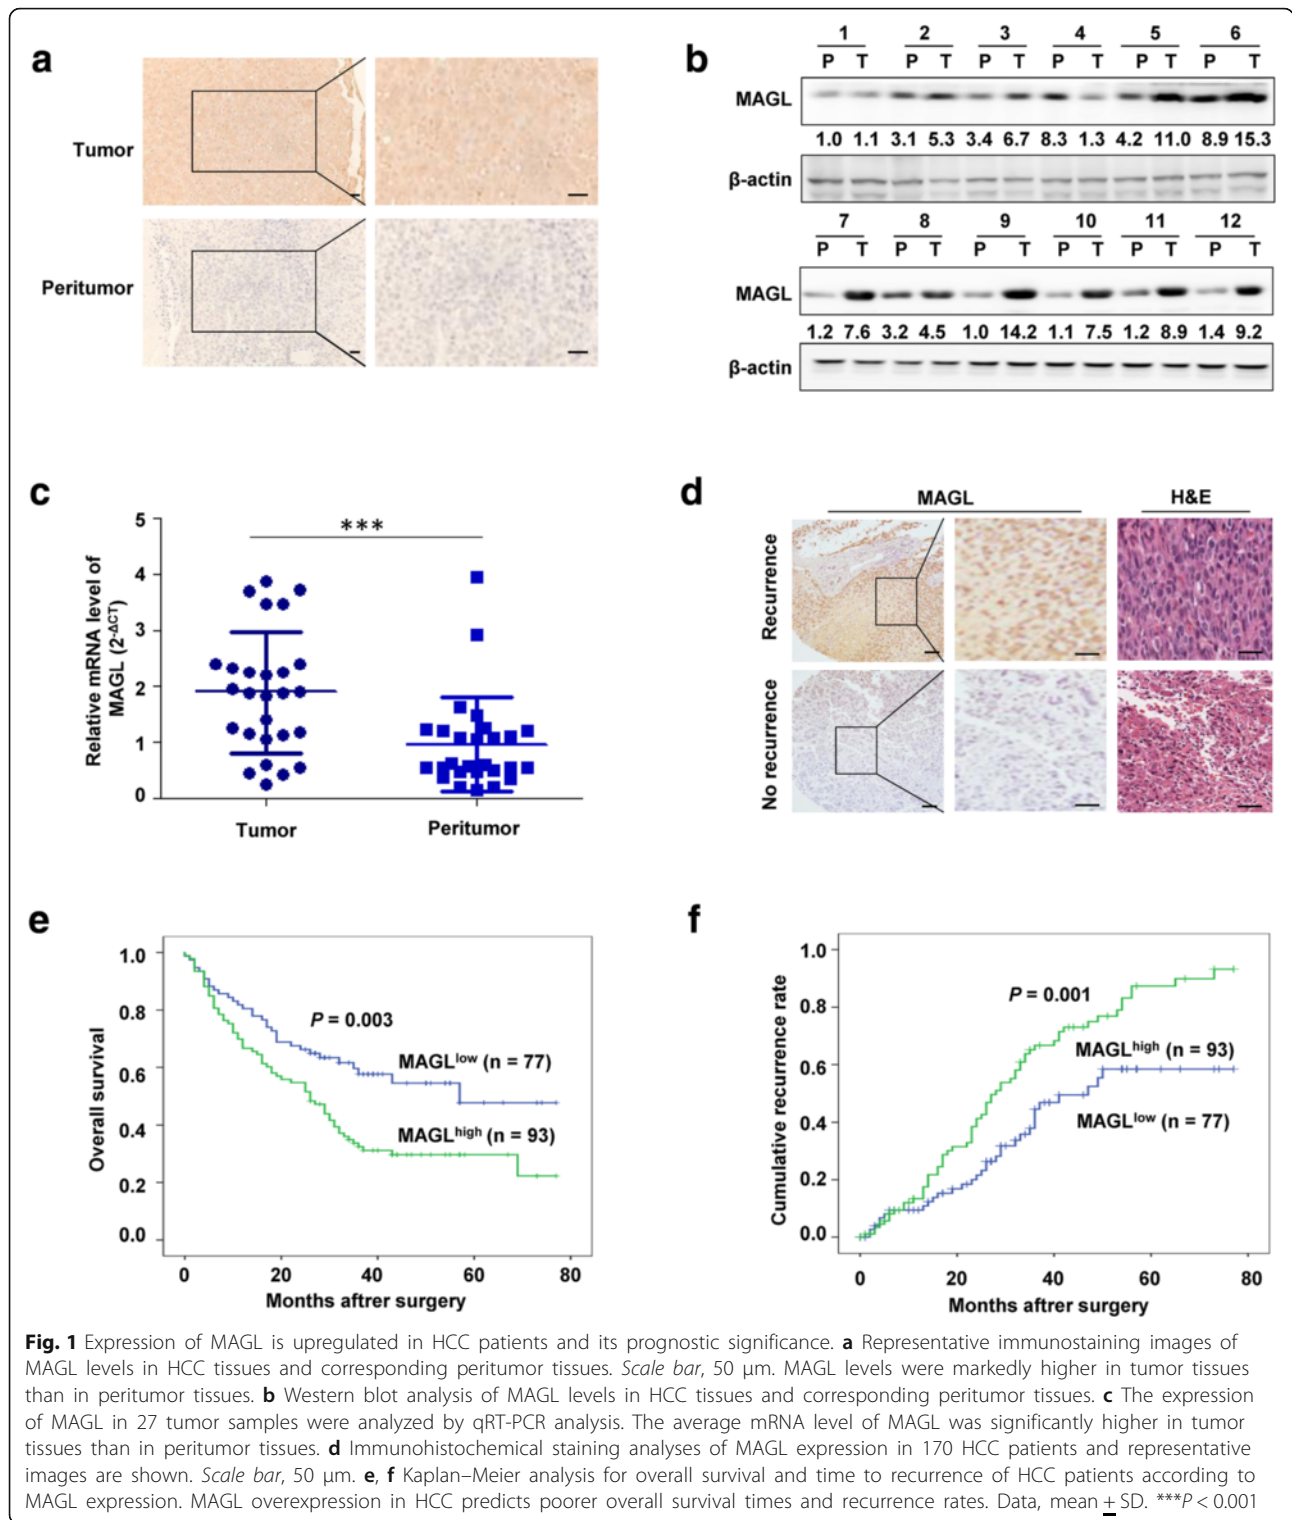 a
Tumor
Peritumor
b
1 2 3 4 5 6
P T P T P T P T P T P T
MAGL
1.0 1.1 3.1 5.3 3.4 6.7 8.3 1.3 4.2 11.0 8.9 15.3
β-actin
7 8 9 10 11 12
P T P T P T P T P T P T
MAGL
1.2 7.6 3.2 4.5 1.0 14.2 1.1 7.5 1.2 8.9 1.4 9.2
β-actin
c
Relative mRNA level of
MAGL (2-ΔCT)
5
4
3
2
1
0
***
Tumor Peritumor
d
MAGL H&E
Recurrence
No recurrence
e
Overall survival
1.0
0.8
0.6
0.4
0.2
0.0
P = 0.003
MAGLlow (n = 77)
MAGLhigh (n = 93)
0 20 40 60 80
Months aftrer surgery
f
Cumulative recurrence rate
1.0
0.8
0.6
0.4
0.2
0.0
P = 0.001
MAGLhigh (n = 93)
MAGLlow (n = 77)
0 20 40 60 80
Months aftrer surgery
Fig. 1 Expression of MAGL is upregulated in HCC patients and its prognostic significance. a Representative immunostaining images of
MAGL levels in HCC tissues and corresponding peritumor tissues. Scale bar, 50 μm. MAGL levels were markedly higher in tumor tissues
than in peritumor tissues. b Western blot analysis of MAGL levels in HCC tissues and corresponding peritumor tissues. c The expression
of MAGL in 27 tumor samples were analyzed by qRT-PCR analysis. The average mRNA level of MAGL was significantly higher in tumor
tissues than in peritumor tissues. d Immunohistochemical staining analyses of MAGL expression in 170 HCC patients and representative
images are shown. Scale bar, 50 μm. e, f Kaplan–Meier analysis for overall survival and time to recurrence of HCC patients according to
MAGL expression. MAGL overexpression in HCC predicts poorer overall survival times and recurrence rates. Data, mean ± SD. ***P < 0.001